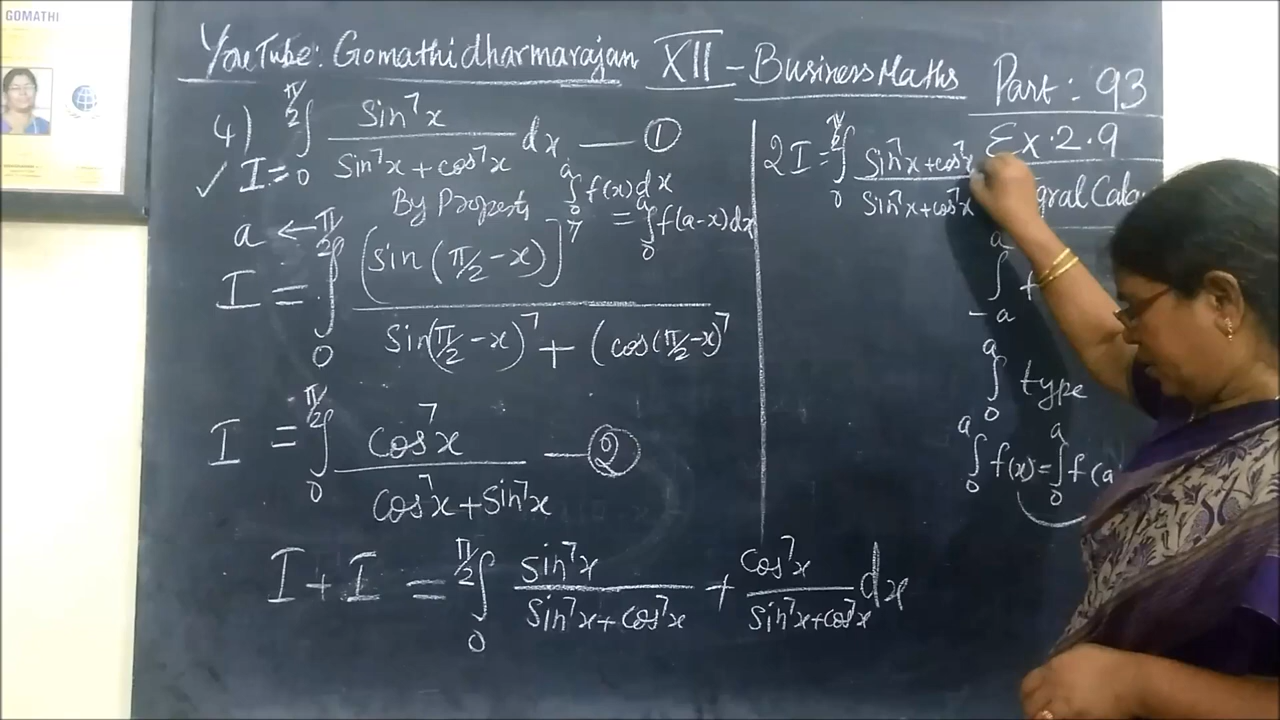 GOMATHI
YouTube: Gomathidharmarajan XII - Business Maths Part: 93
Ex. 2.9
4) I = ∫₀^(π/2) Sin⁷x / (Sin⁷x + cos⁷x) dx — ①
✓
By Property ∫₀^a f(x) dx
= ∫₀^a f(a-x) dx
a ← π/2
I = ∫₀^(π/2) [sin (π/2 - x)]⁷ / (Sin(π/2 - x)⁷ + (cos(π/2 - x)⁷
I = ∫₀^(π/2) cos⁷x / (cos⁷x + Sin⁷x) — ②
I + I = ∫₀^(π/2) Sin⁷x / (Sin⁷x + cos⁷x) + cos⁷x / (sin⁷x + cos⁷x) dx
2I = ∫₀^(π/2) Sin⁷x + cos⁷x / Sin⁷x + cos⁷x
∫₋ₐ^a
∫₀^a type
∫₀^a f(x) = ∫₀^a f(a